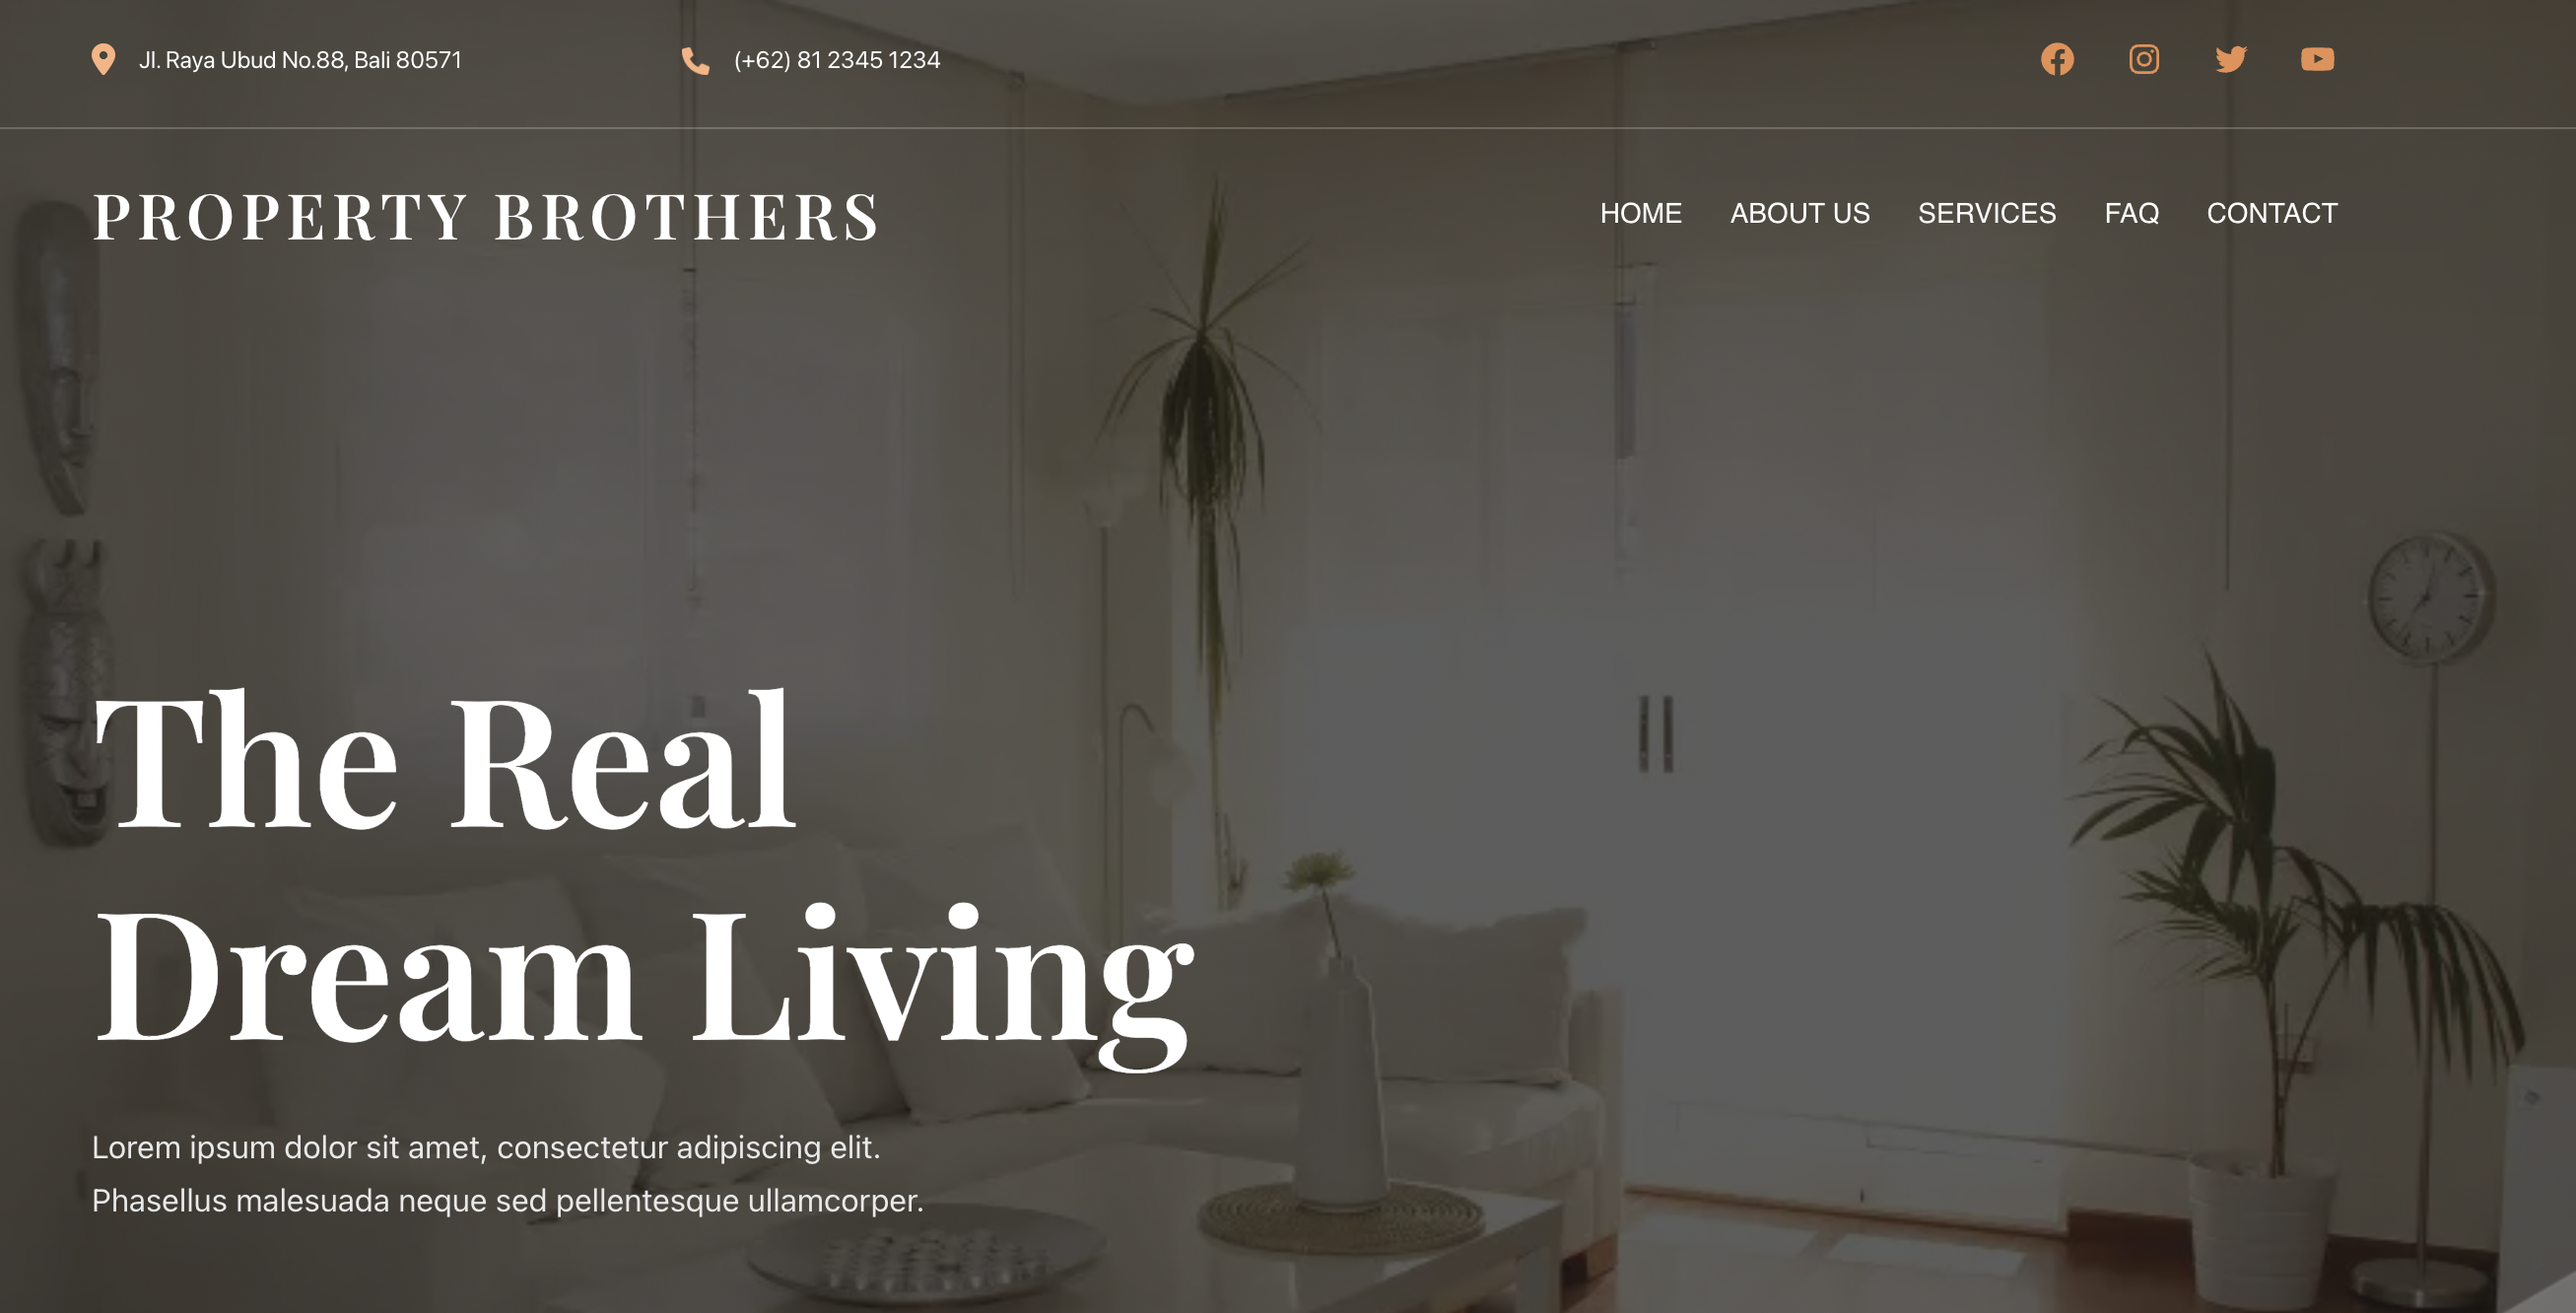 Jl. Raya Ubud No.88, Bali 80571
(+62) 81 2345 1234
PROPERTY BROTHERS
HOME ABOUT US SERVICES FAQ CONTACT
The Real
Dream Living
Lorem ipsum dolor sit amet, consectetur adipiscing elit.
Phasellus malesuada neque sed pellentesque ullamcorper.